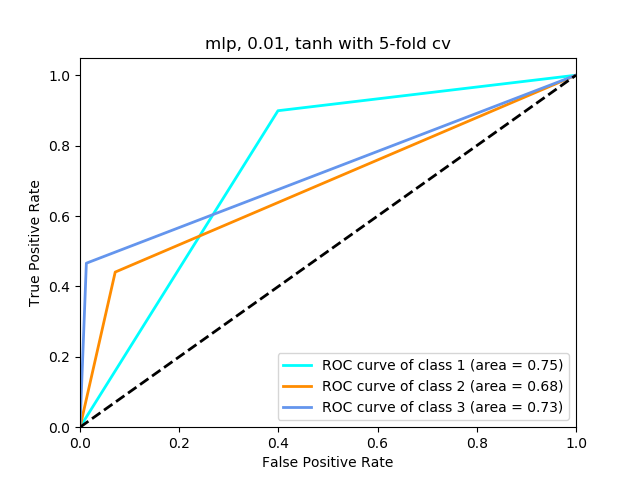 mlp, 0.01, tanh with 5-fold cv
True Positive Rate
1.0
0.8
0.6
0.4
0.2
0.0
ROC curve of class 1 (area = 0.75)
ROC curve of class 2 (area = 0.68)
ROC curve of class 3 (area = 0.73)
0.0 0.2 0.4 0.6 0.8 1.0
False Positive Rate